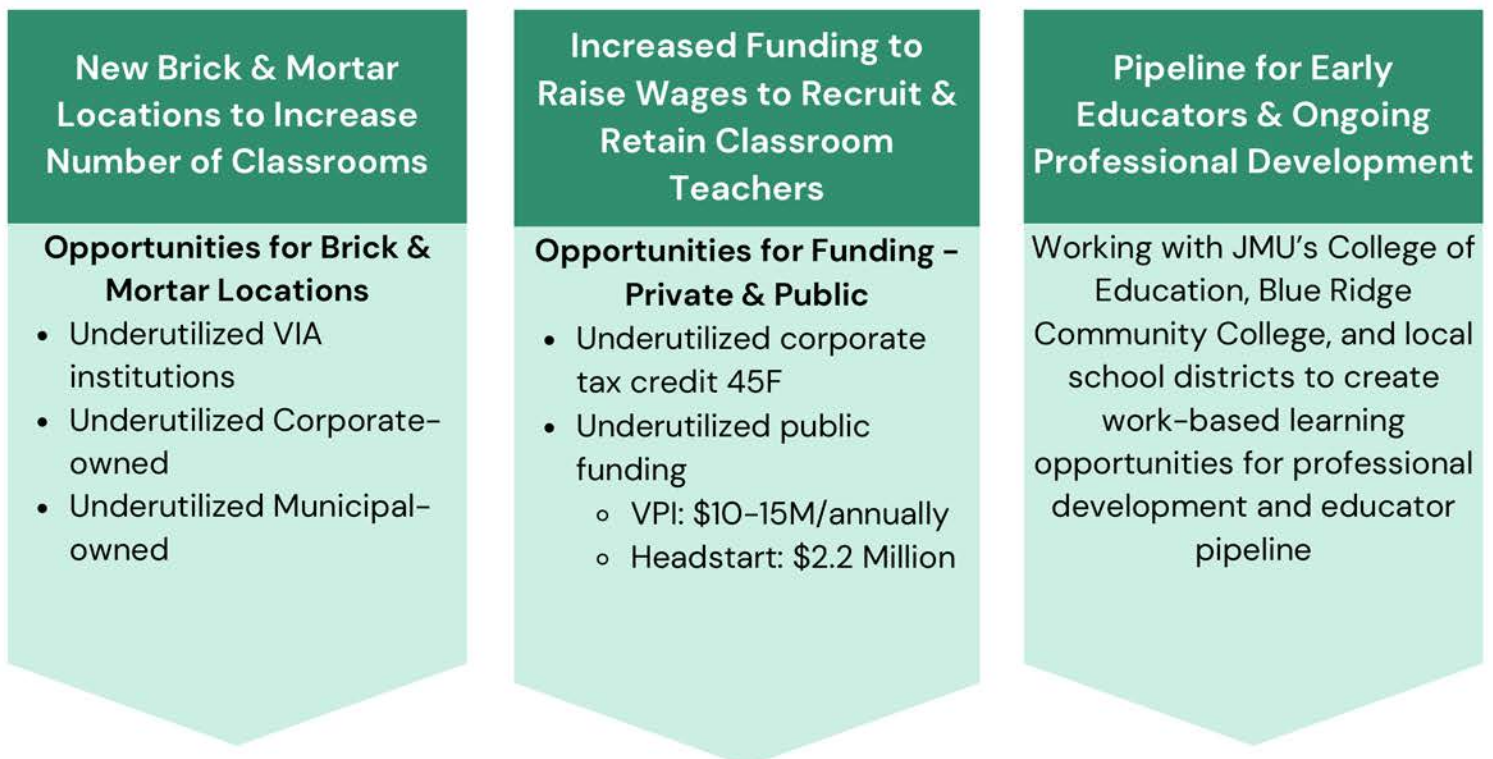 New Brick & Mortar
Locations to Increase
Number of Classrooms
Opportunities for Brick &
Mortar Locations
• Underutilized VIA
institutions
• Underutilized Corporate-
owned
• Underutilized Municipal-
owned
Increased Funding to
Raise Wages to Recruit &
Retain Classroom
Teachers
Opportunities for Funding -
Private & Public
• Underutilized corporate
tax credit 45F
• Underutilized public
funding
◦ VPI: $10-15M/annually
◦ Headstart: $2.2 Million
Pipeline for Early
Educators & Ongoing
Professional Development
Working with JMU's College of
Education, Blue Ridge
Community College, and local
school districts to create
work-based learning
opportunities for professional
development and educator
pipeline